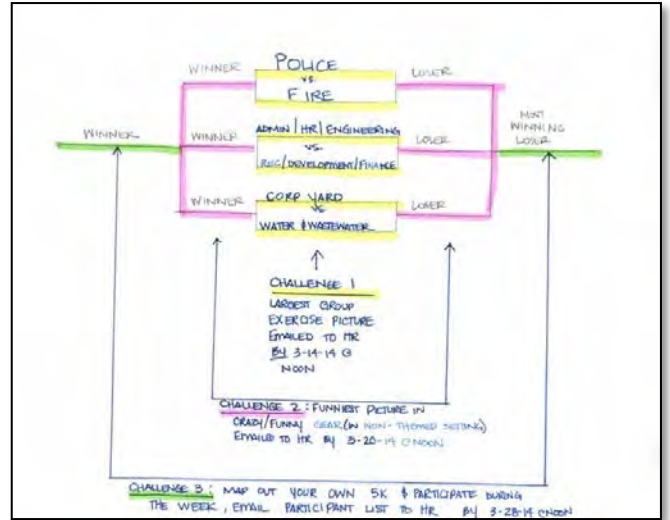 WINNER POLICE LOSER
VS.
FIRE
WINNER WINNER ADMIN/HR/ENGINEERING LOSER MOST
VS. WINNING
REC/DEVELOPMENT/FINANCE LOSER
WINNER CORP YARD LOSER
VS
WATER & WASTEWATER
CHALLENGE 1
LARGEST GROUP
EXERCISE PICTURE
EMAILED TO HR
BY 3-14-14 @
NOON
CHALLENGE 2: FUNNIEST PICTURE IN
CRAZY/FUNNY GEAR (IN NON-THEMED SETTING)
EMAILED TO HR BY 3-20-14 @NOON
CHALLENGE 3: MAP OUT YOUR OWN 5K & PARTICIPATE DURING
THE WEEK, EMAIL PARTICIPANT LIST TO HR BY 3-28-14 @NOON